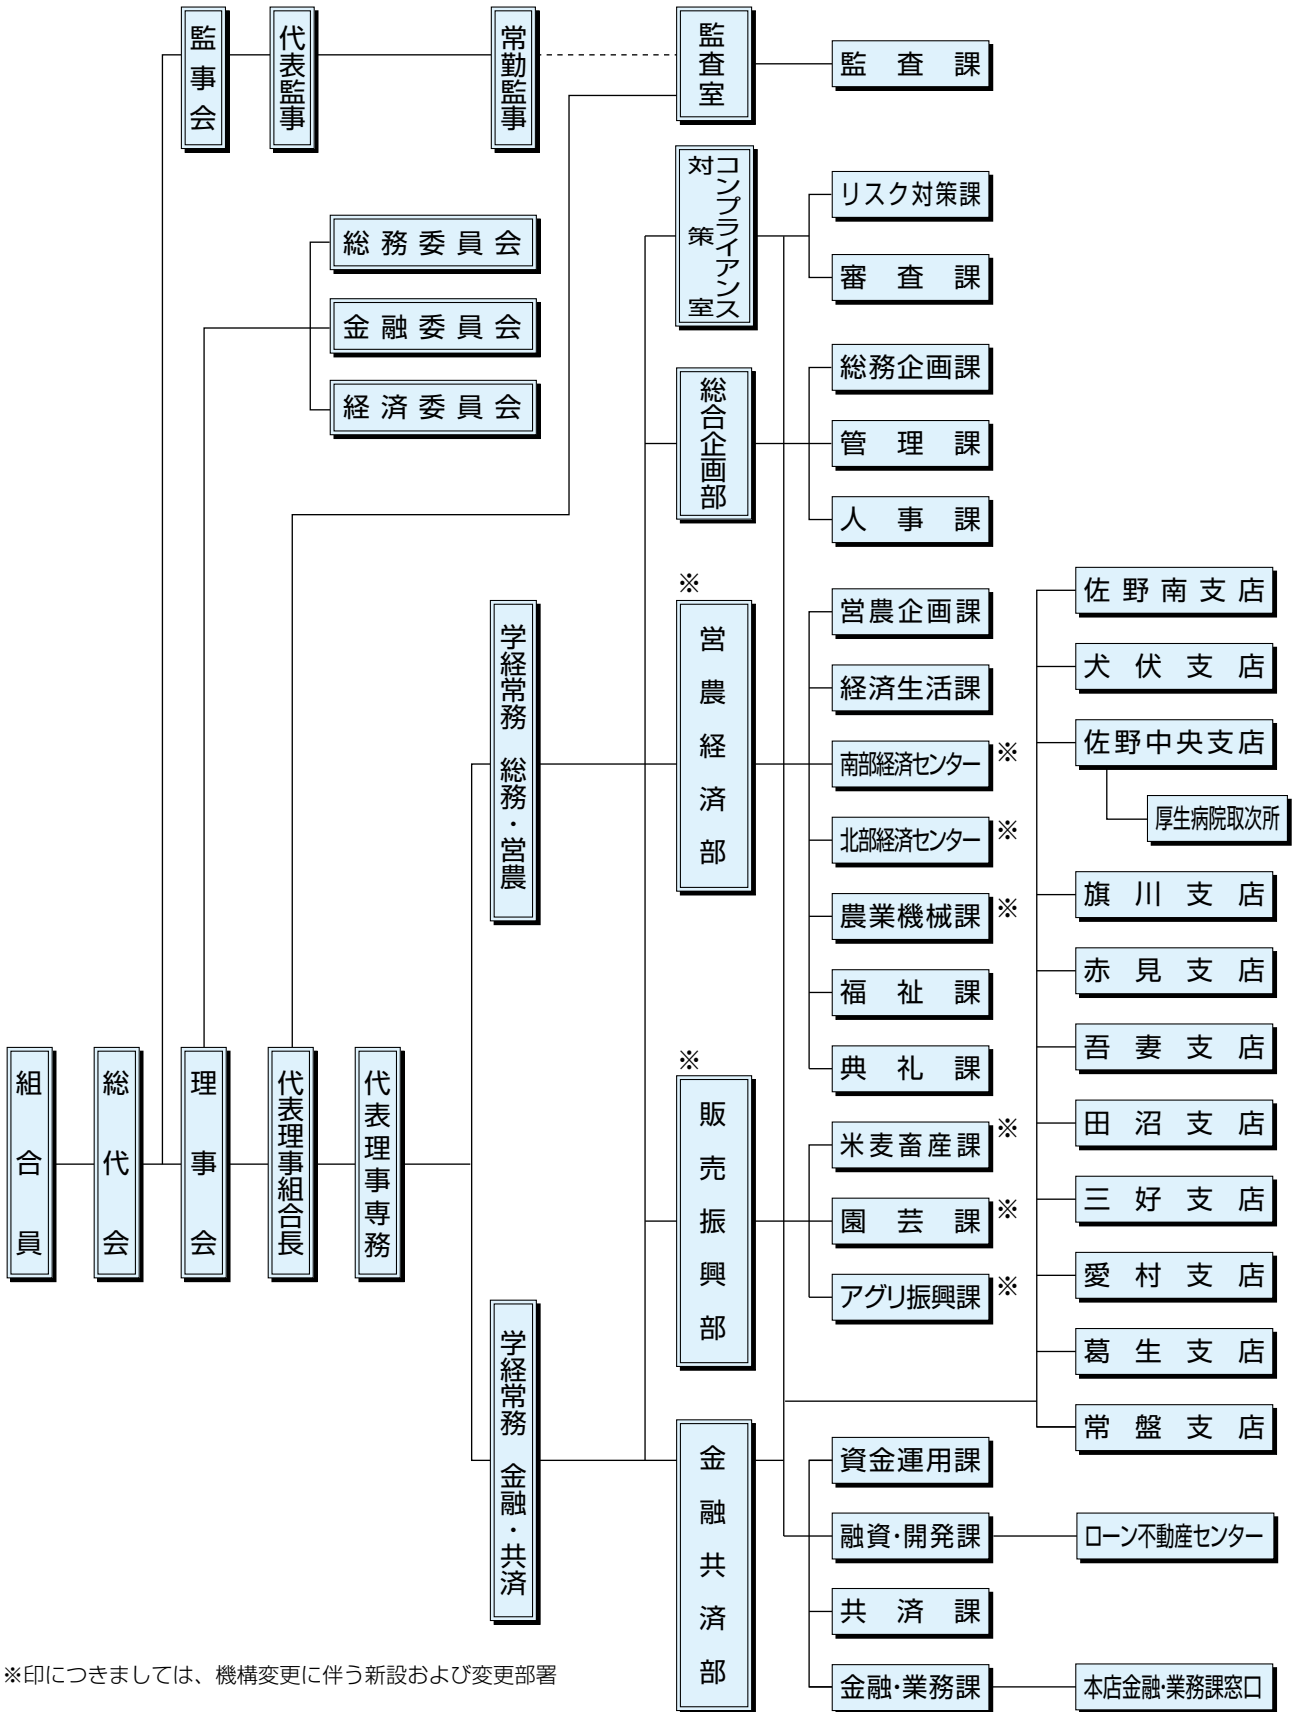 監事会
代表監事
常勤監事
監査室
監査課
コンプライアンス
対策室
リスク対策課
審査課
総務委員会
金融委員会
経済委員会
総合企画部
総務企画課
管理課
人事課
学経常務 総務・営農
※
営農経済部
営農企画課
経済生活課
南部経済センター ※
北部経済センター ※
農業機械課 ※
福祉課
典礼課
佐野南支店
犬伏支店
佐野中央支店
厚生病院取次所
旗川支店
赤見支店
吾妻支店
田沼支店
三好支店
愛村支店
葛生支店
常盤支店
組合員
総代会
理事会
代表理事組合長
代表理事専務
※
販売振興部
米麦畜産課 ※
園芸課 ※
アグリ振興課 ※
学経常務 金融・共済
金融共済部
資金運用課
融資・開発課
ローン不動産センター
共済課
金融・業務課
本店金融・業務課窓口
※印につきましては、機構変更に伴う新設および変更部署